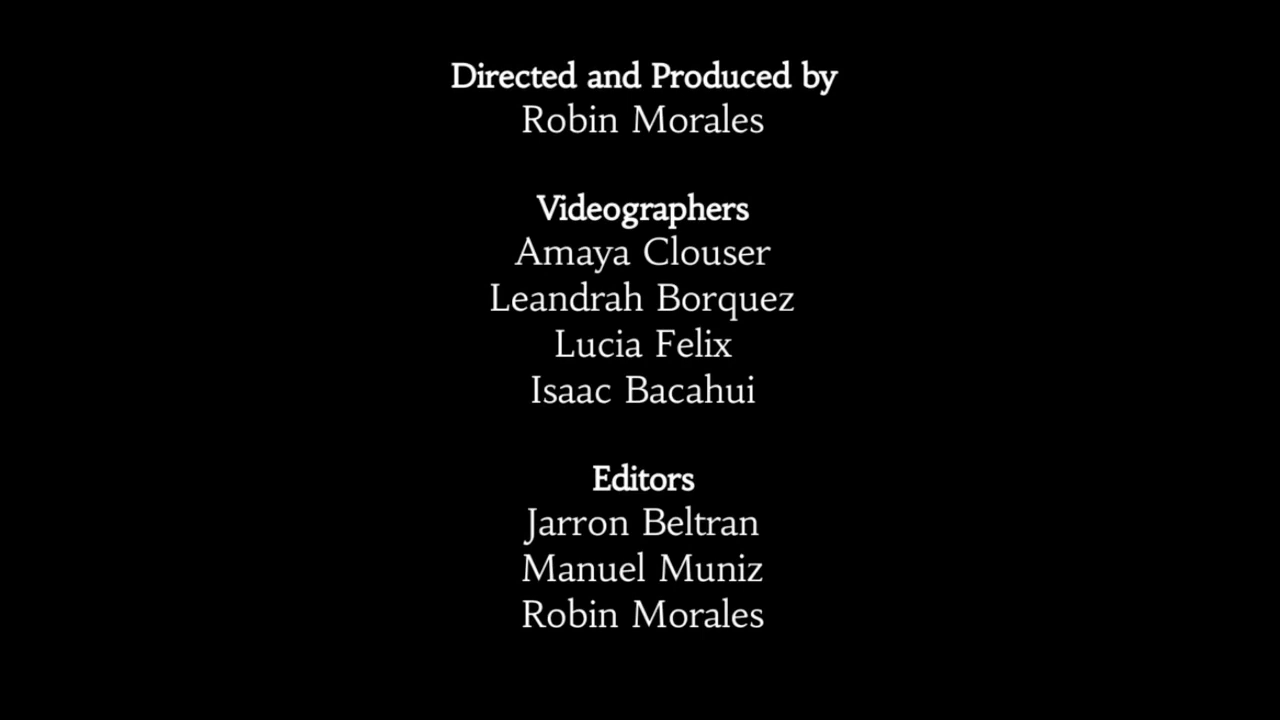 Directed and Produced by
Robin Morales
Videographers
Amaya Clouser
Leandrah Borquez
Lucia Felix
Isaac Bacahui
Editors
Jarron Beltran
Manuel Muniz
Robin Morales